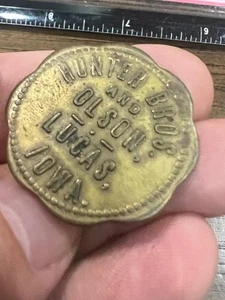 HUNTER BROS.
AND
OLSON.
LUCAS.
IOWA.